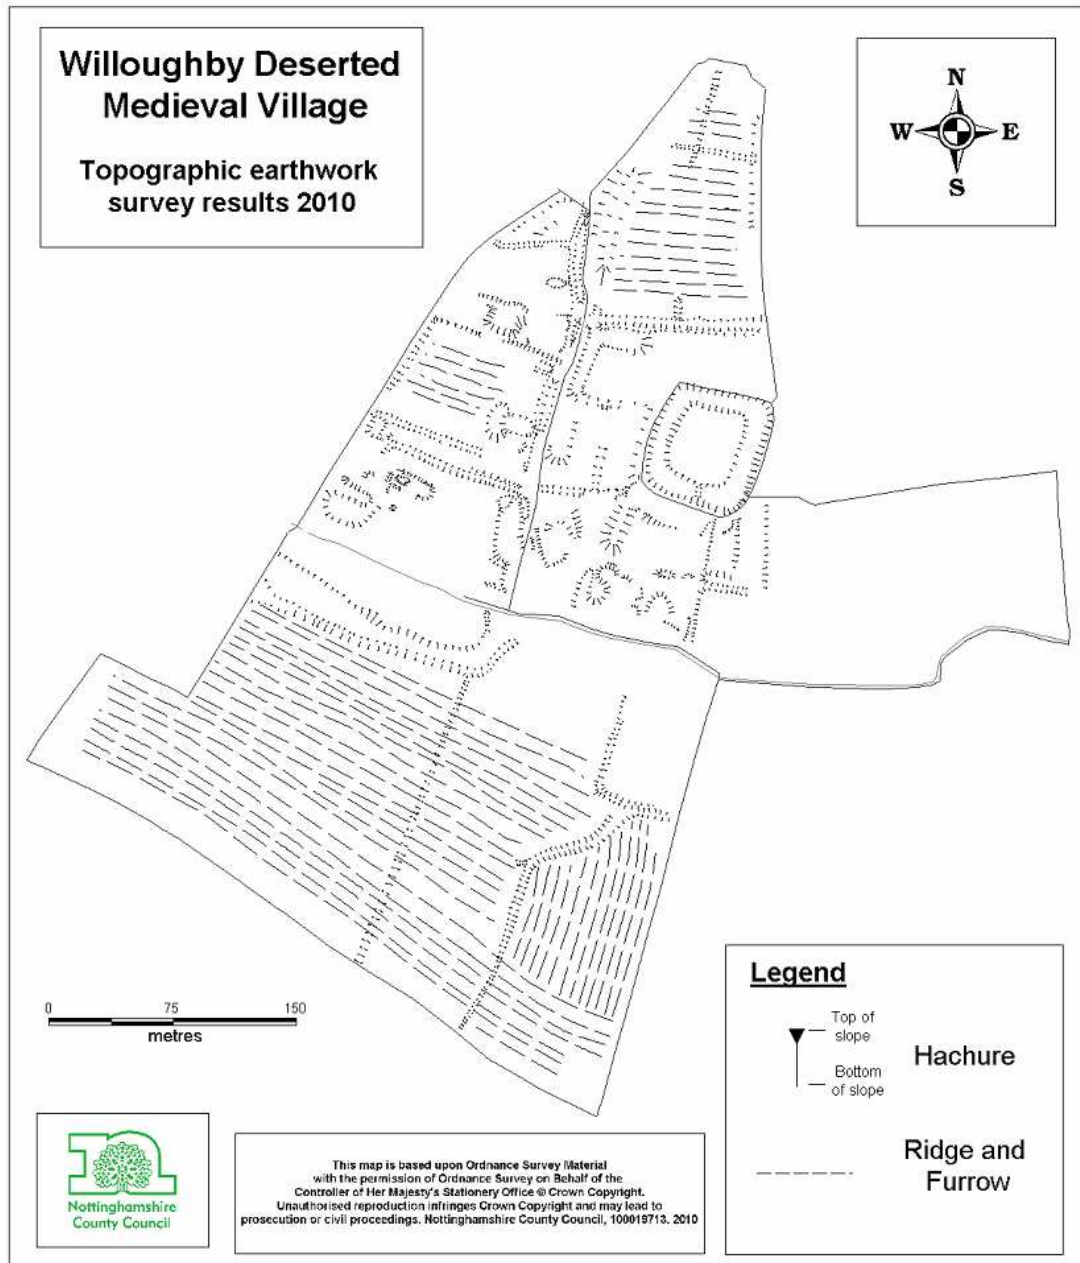 Willoughby Deserted
Medieval Village
Topographic earthwork
survey results 2010
N
W E
S
0 75 150
metres
Legend
Top of
slope
Bottom
of slope
Hachure
Ridge and
Furrow
Nottinghamshire
County Council
This map is based upon Ordnance Survey Material
with the permission of Ordnance Survey on Behalf of the
Controller of Her Majesty's Stationery Office © Crown Copyright.
Unauthorised reproduction infringes Crown Copyright and may lead to
prosecution or civil proceedings. Nottinghamshire County Council, 100019713. 2010